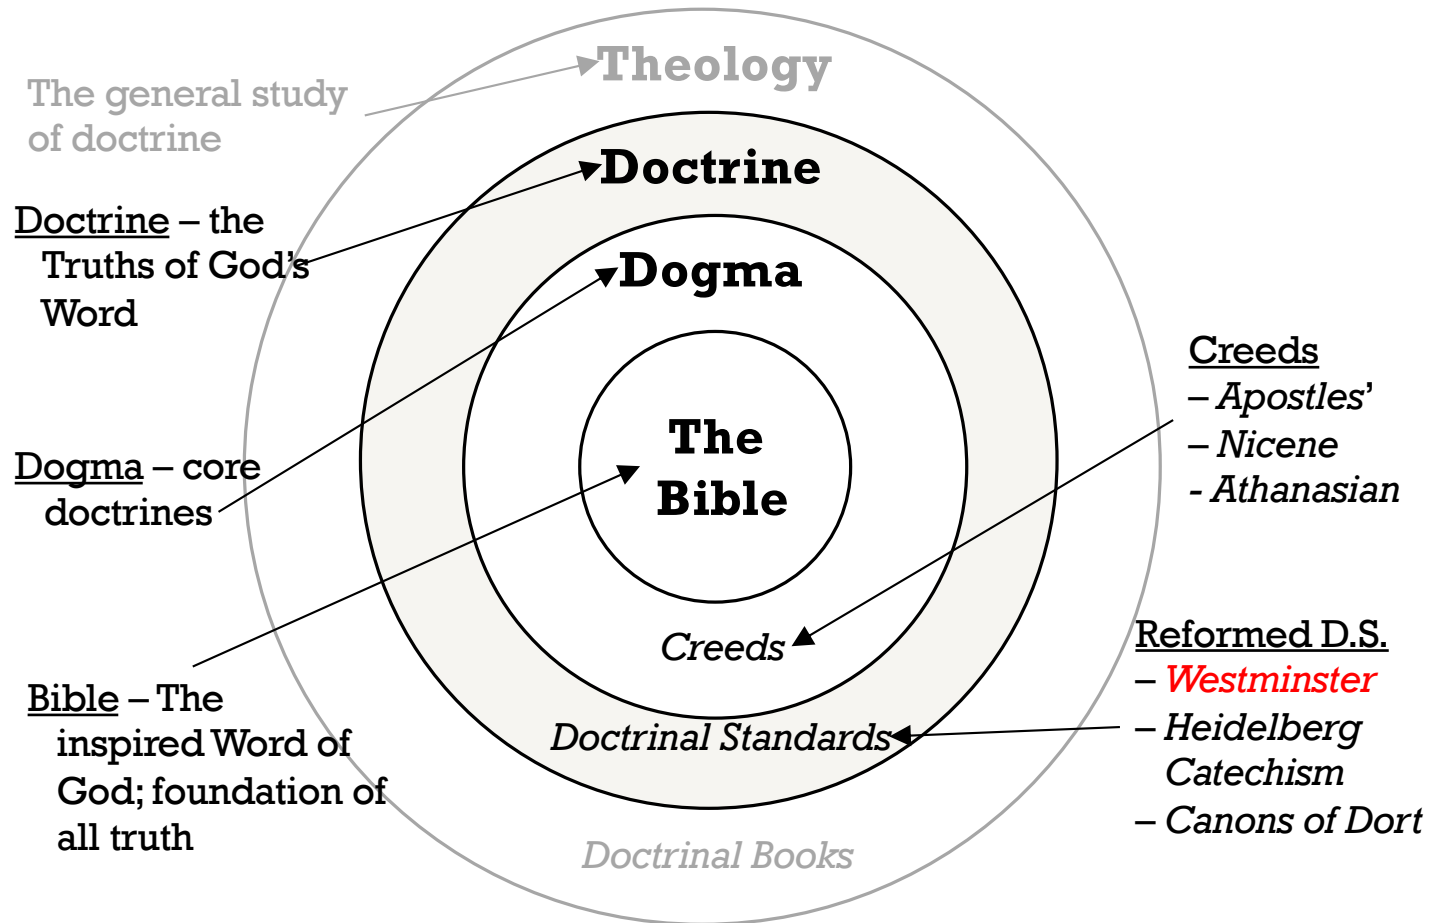 Theology
The general study
of doctrine
Doctrine
Doctrine – the
Truths of God's
Word
Dogma
Dogma – core
doctrines
The
Bible
Creeds
– Apostles’
– Nicene
- Athanasian
Creeds
Bible – The
inspired Word of
God; foundation of
all truth
Doctrinal Standards
Reformed D.S.
– Westminster
– Heidelberg
Catechism
– Canons of Dort
Doctrinal Books